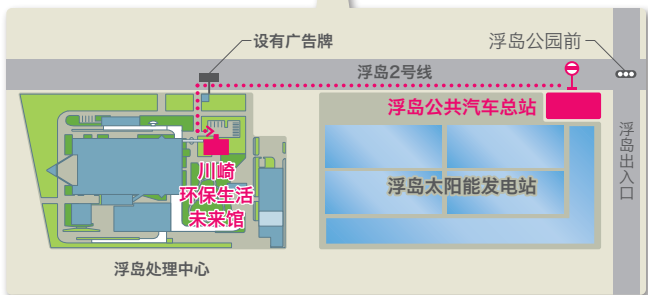 设有广告牌
浮岛公园前
浮岛2号线
浮岛公共汽车总站
浮岛出入口
川崎
环保生活
未来馆
浮岛太阳能发电站
浮岛处理中心